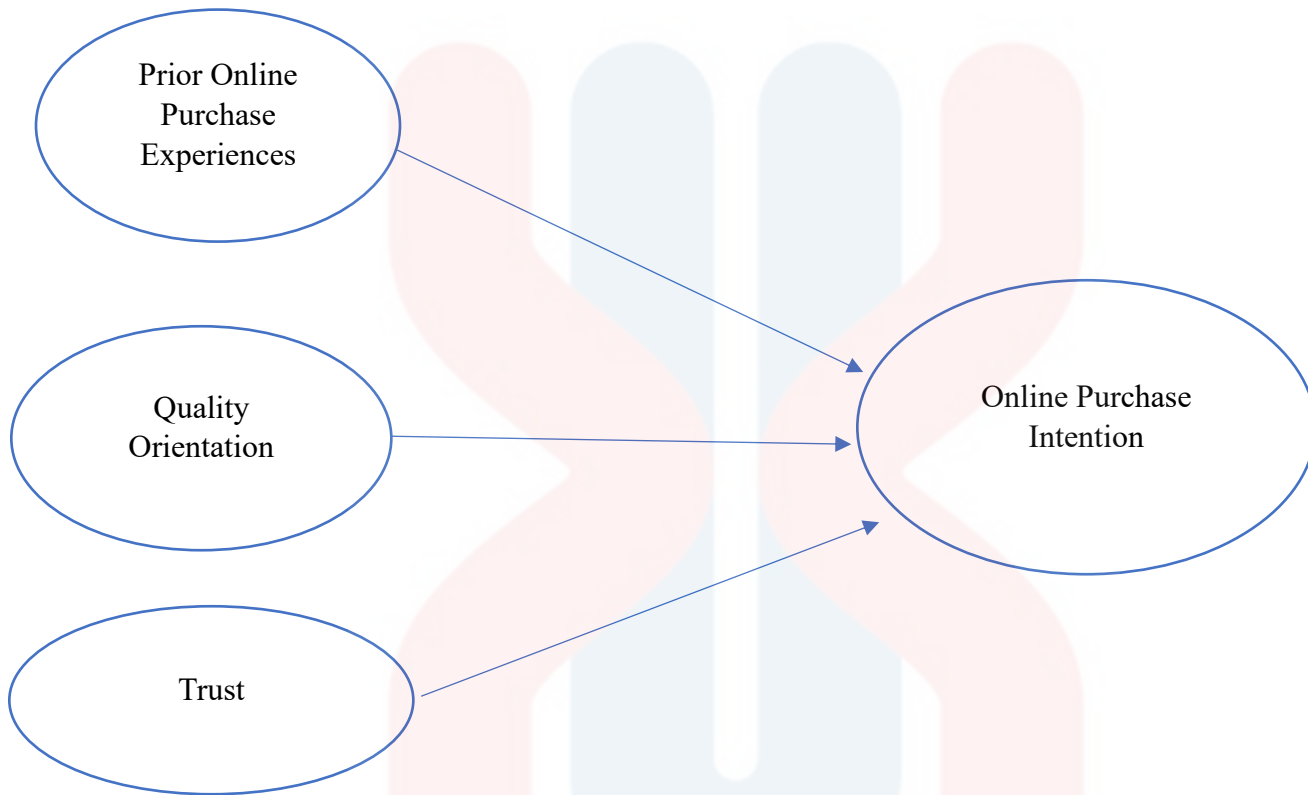 Prior Online
Purchase
Experiences
Quality
Orientation
Trust
Online Purchase
Intention